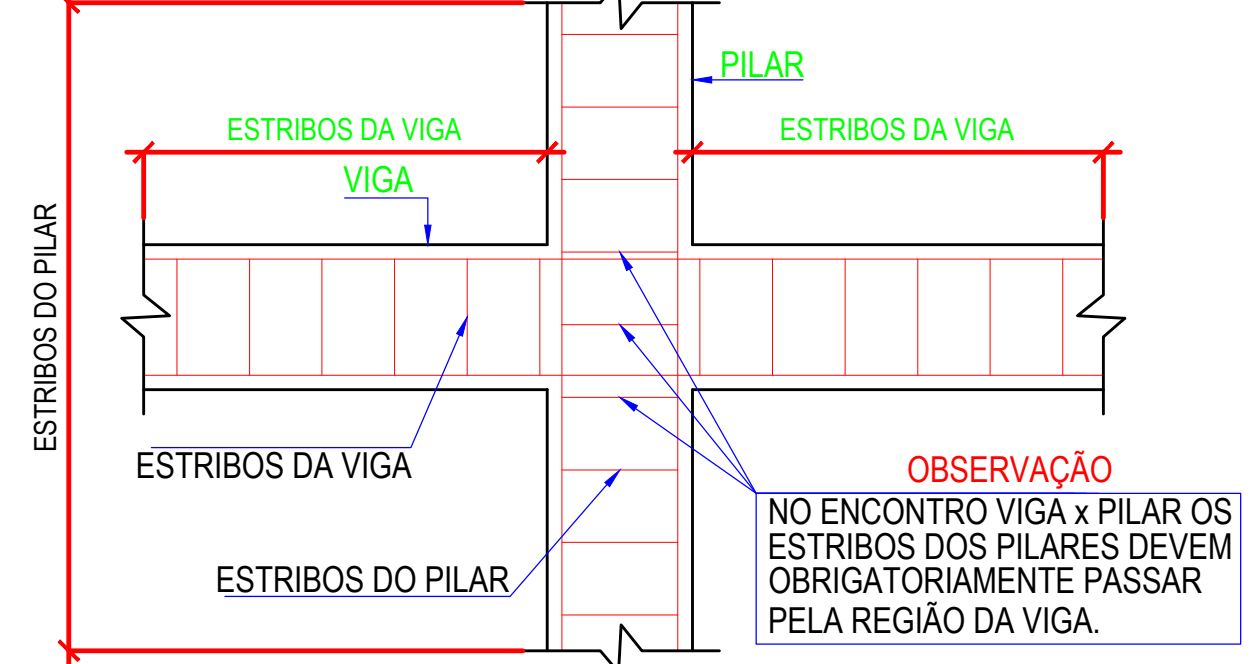 PILAR
ESTRIBOS DA VIGA
ESTRIBOS DA VIGA
VIGA
ESTRIBOS DO PILAR
ESTRIBOS DA VIGA
OBSERVAÇÃO
NO ENCONTRO VIGA x PILAR OS
ESTRIBOS DOS PILARES DEVEM
OBRIGATORIAMENTE PASSAR
PELA REGIÃO DA VIGA.
ESTRIBOS DO PILAR